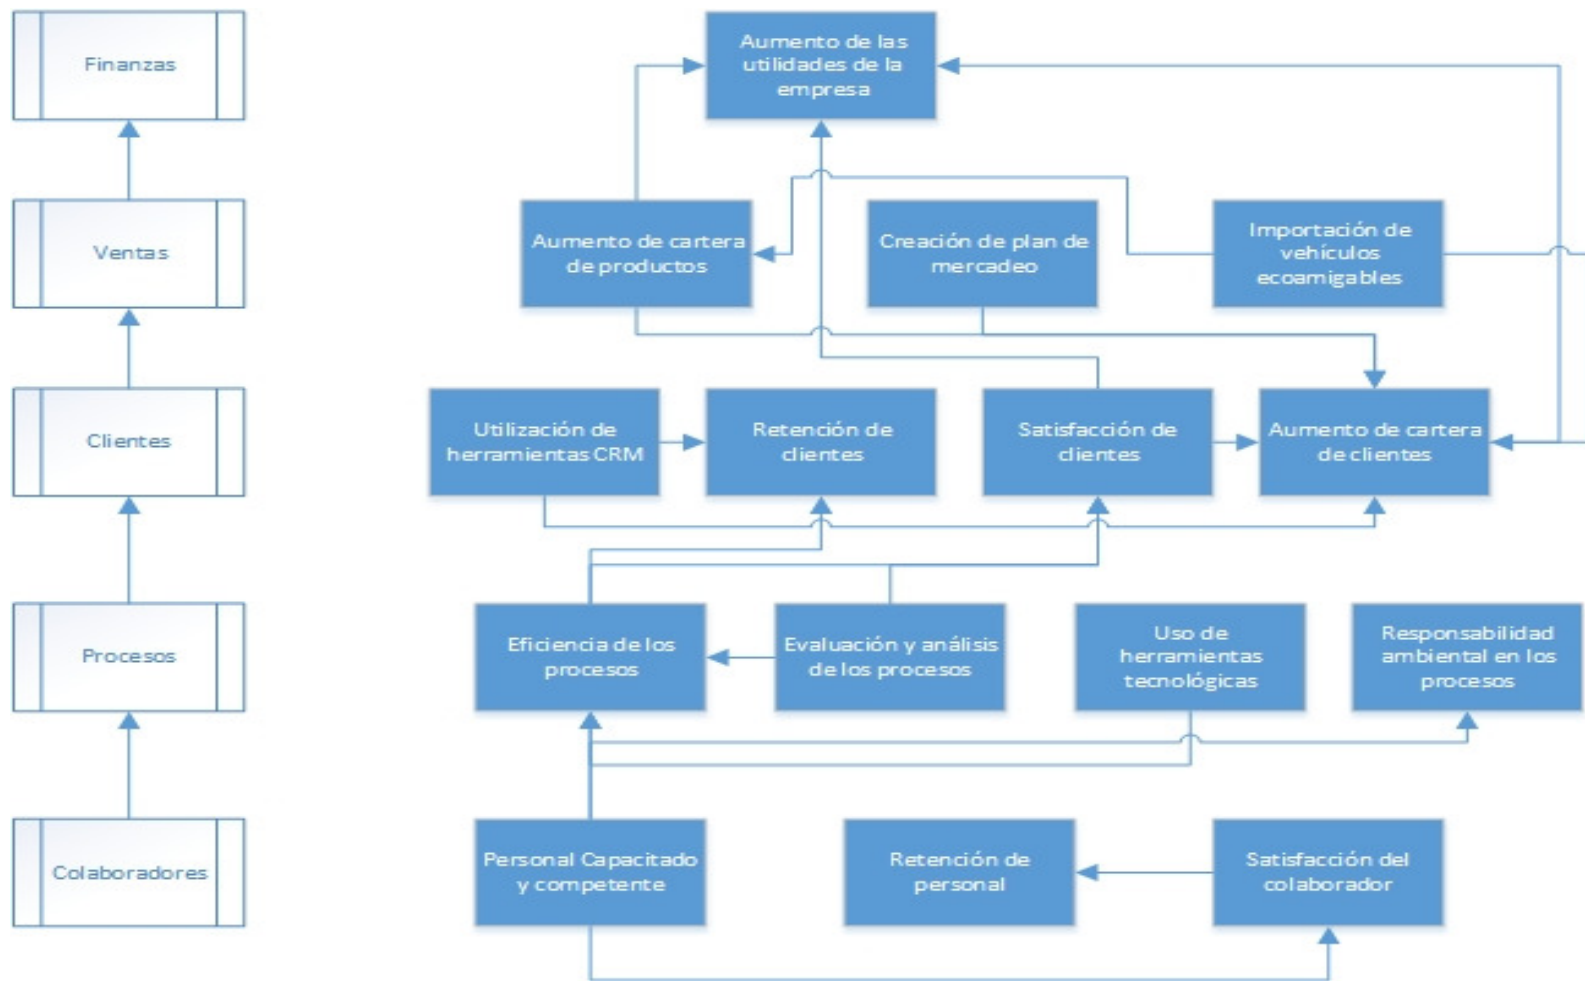 Finanzas
Aumento de las
utilidades de la
empresa
Ventas
Aumento de cartera
de productos
Creación de plan de
mercadeo
Importación de
vehículos
ecoamigables
Clientes
Utilización de
herramientas CRM
Retención de
clientes
Satisfacción de
clientes
Aumento de cartera
de clientes
Procesos
Eficiencia de los
procesos
Evaluación y análisis
de los procesos
Uso de
herramientas
tecnológicas
Responsabilidad
ambiental en los
procesos
Colaboradores
Personal Capacitado
y competente
Retención de
personal
Satisfacción del
colaborador